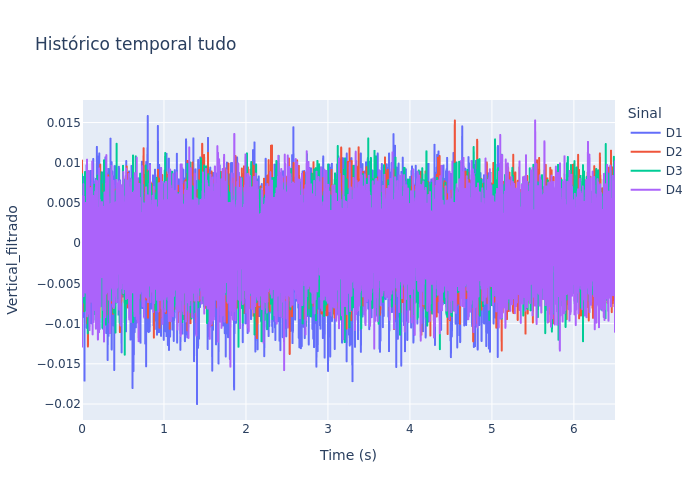 Histórico temporal tudo
Sinal
D1
D2
D3
D4
0.015
0.01
0.005
0
−0.005
−0.01
−0.015
−0.02
Vertical_filtrado
0 1 2 3 4 5 6
Time (s)